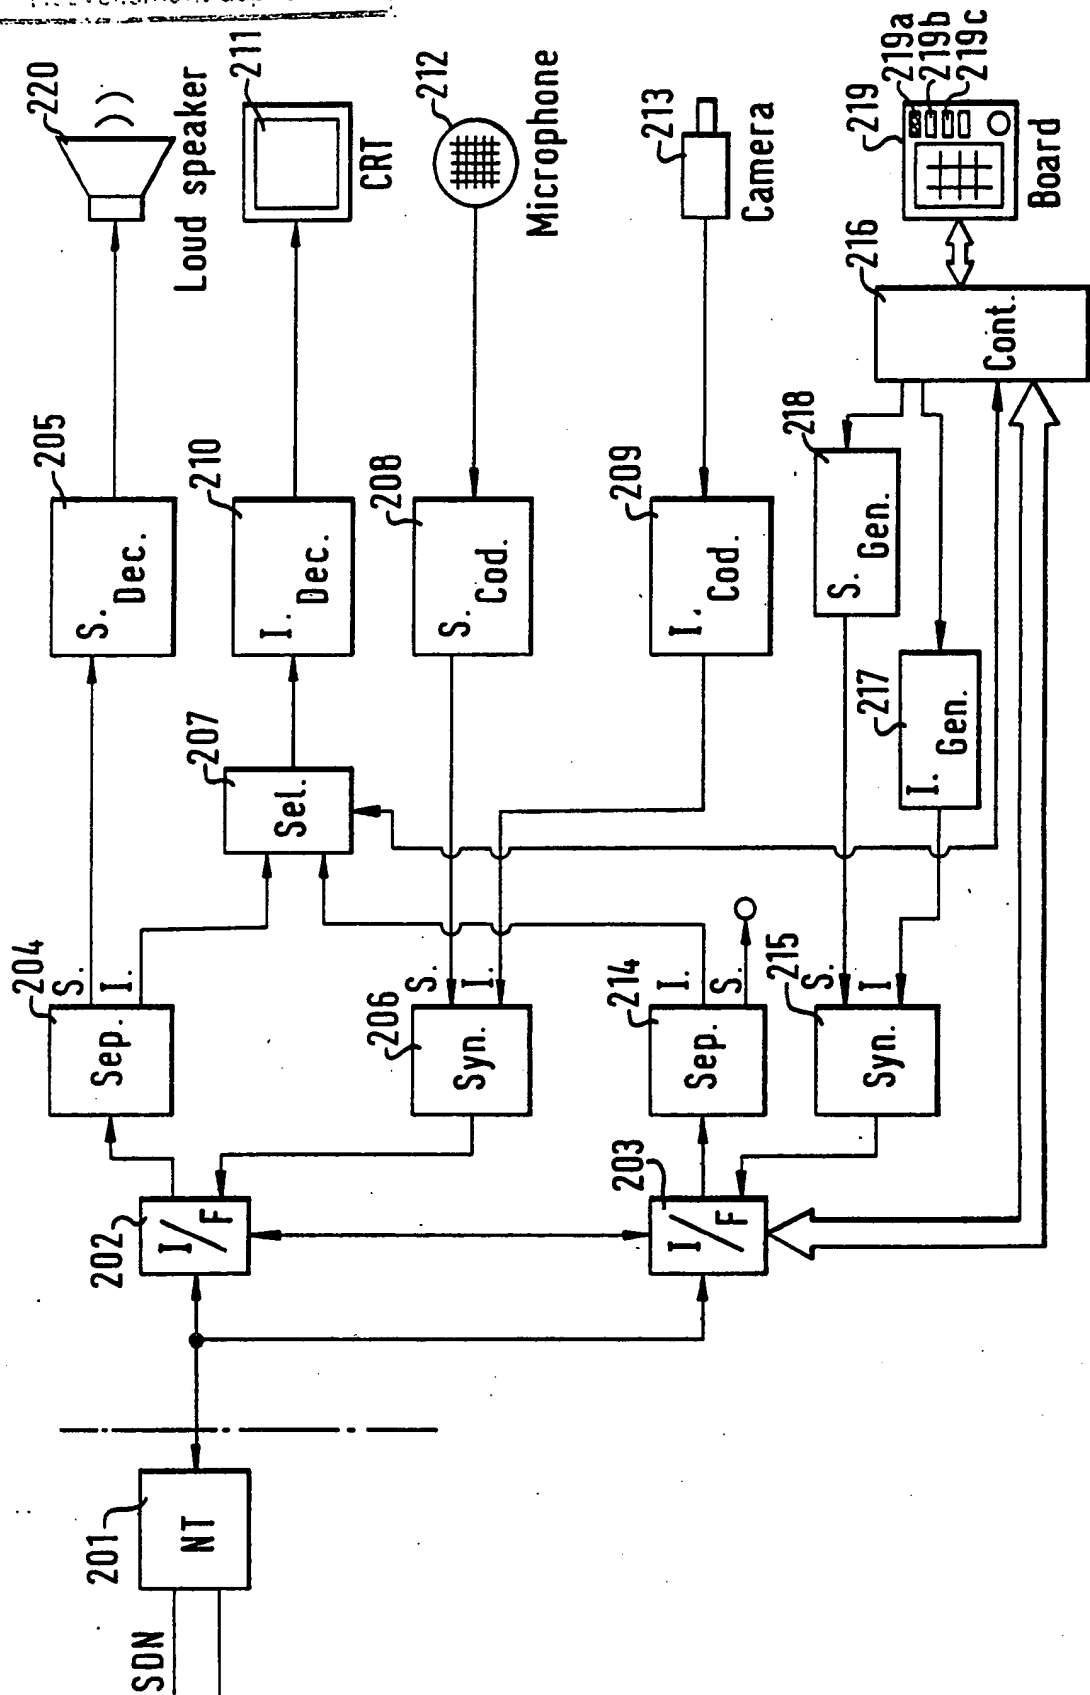 220
Loud speaker
211
CRT
212
Microphone
213
Camera
219
219a
219b
219c
Board
205
S. Dec.
210
I. Dec.
208
S. Cod.
209
I. Cod.
218
S. Gen.
216
Cont.
217
I. Gen.
207
Sel.
204
Sep.
S.
I.
206
Syn.
S.
I.
214
Sep.
I.
S.
215
Syn.
S.
I
202
I/F
203
I/F
201
NT
SDN